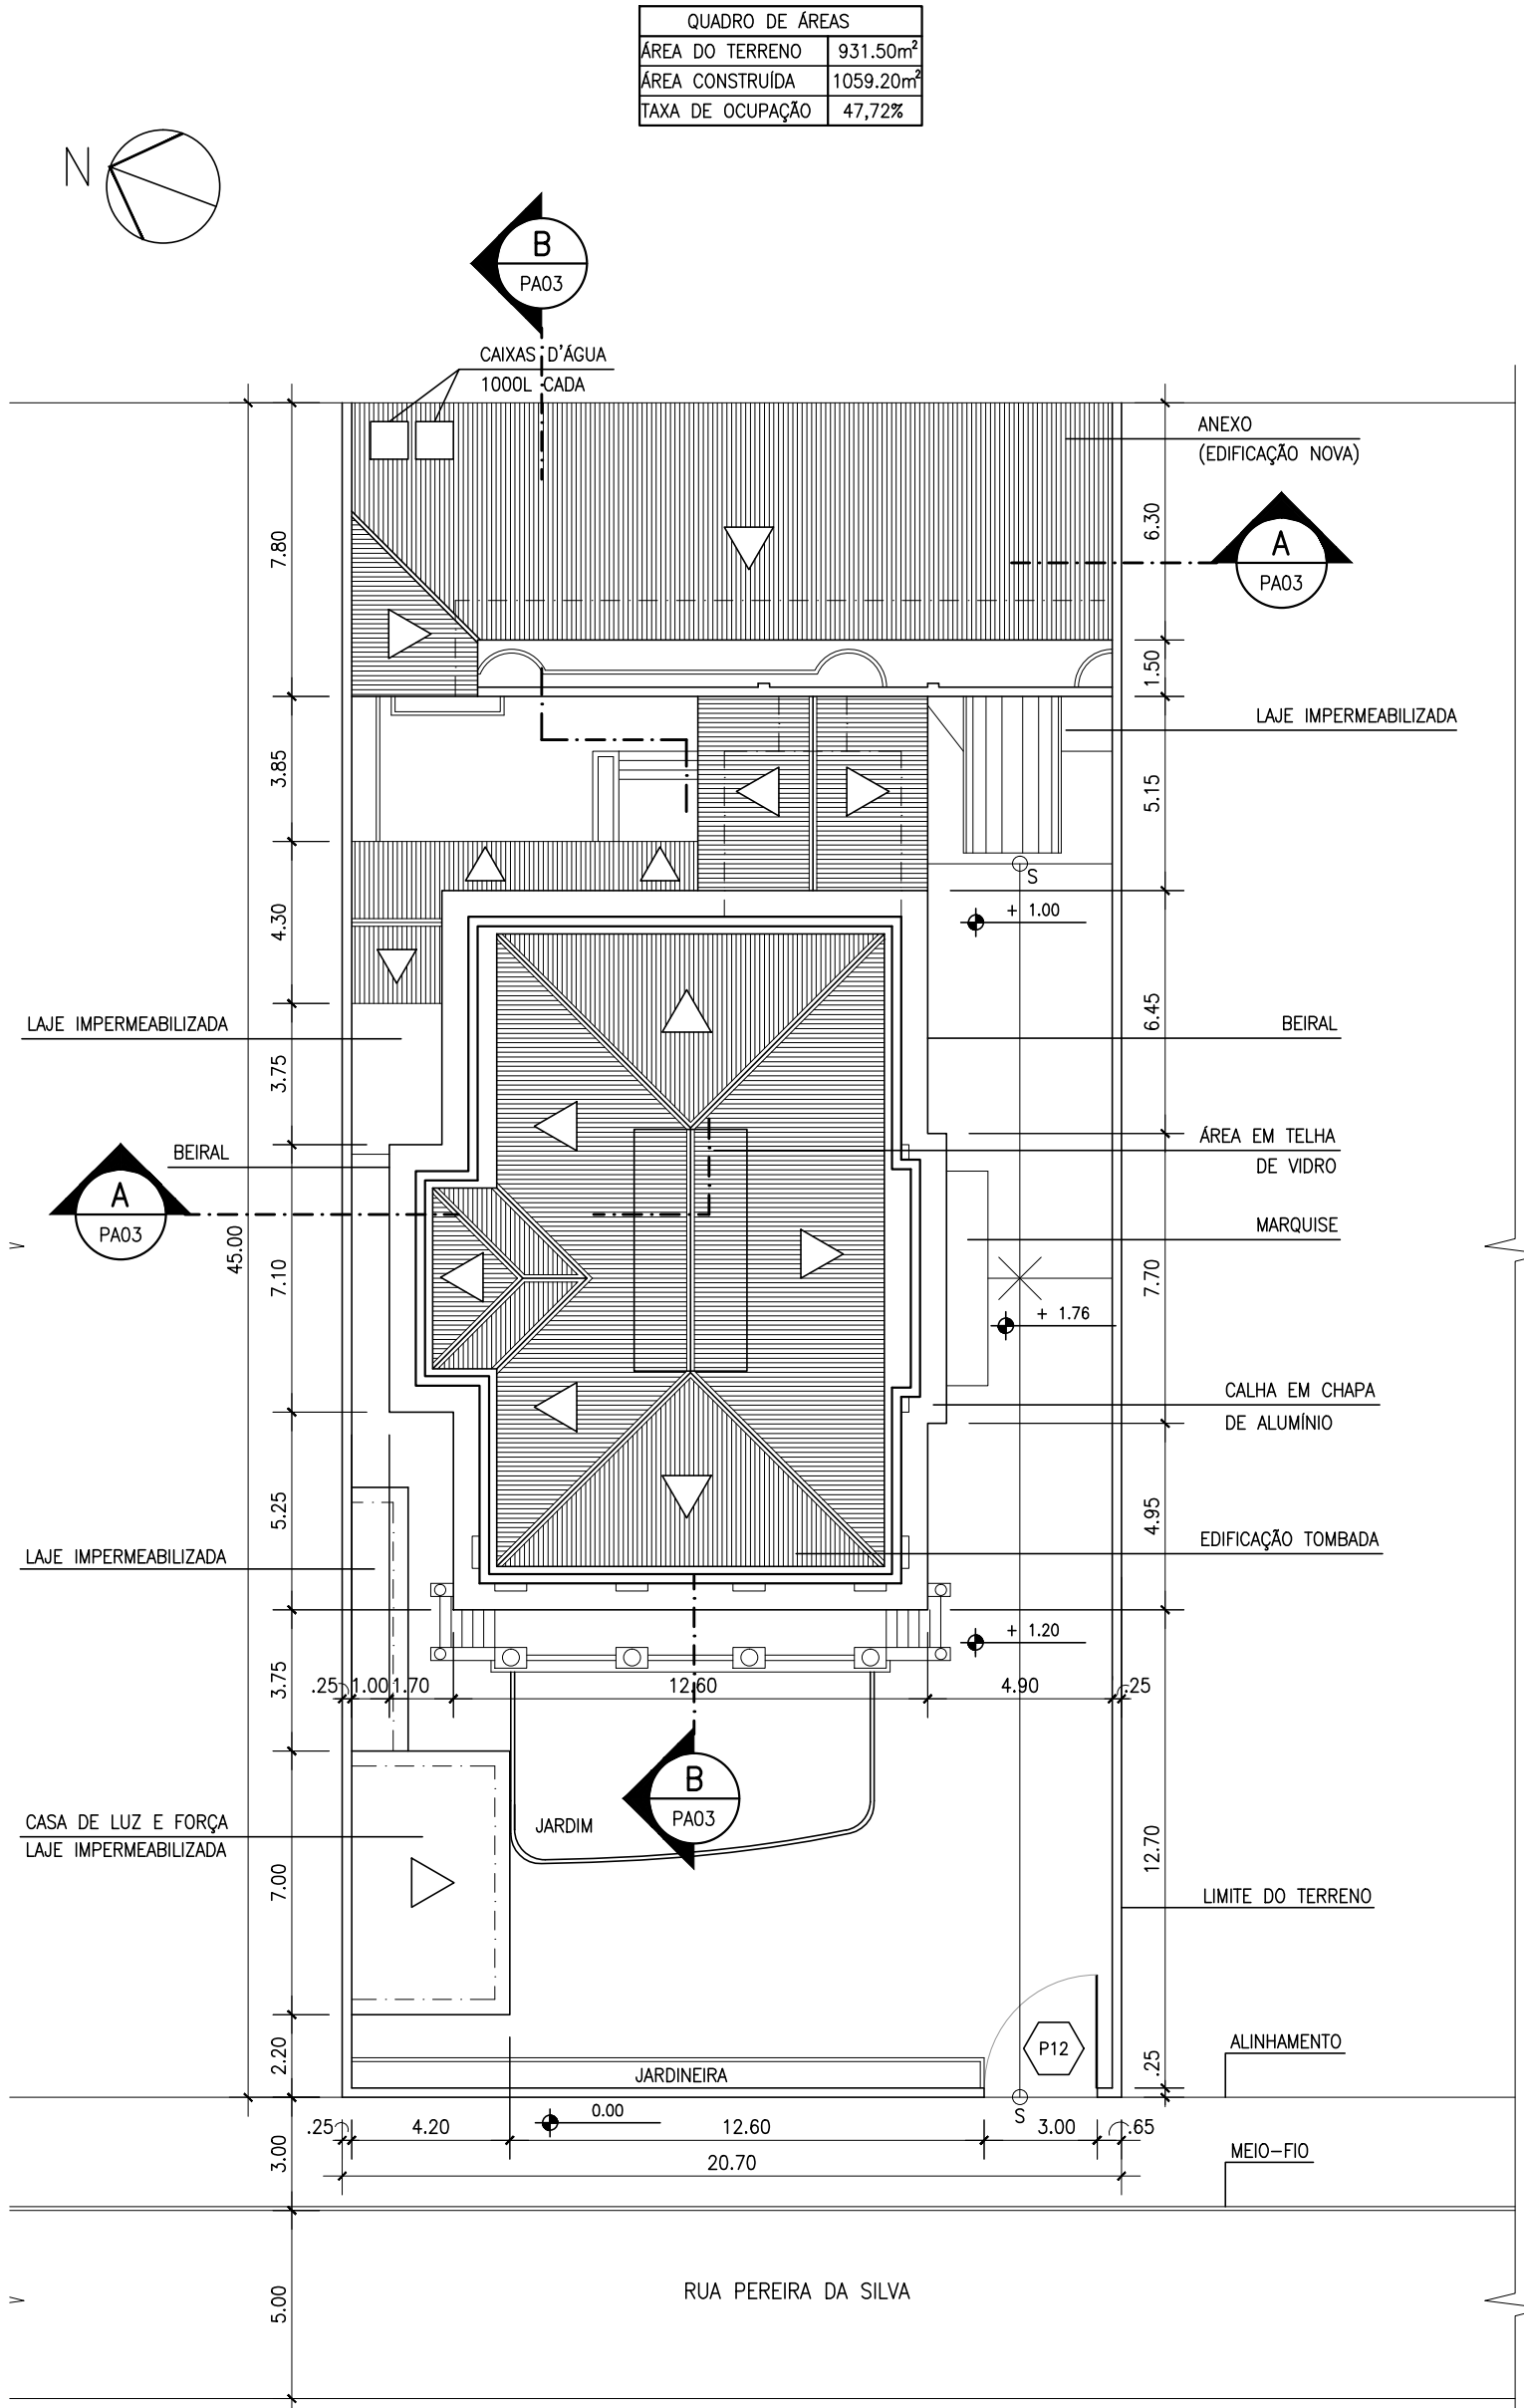 QUADRO DE ÁREAS
ÁREA DO TERRENO 931.50m²
ÁREA CONSTRUÍDA 1059.20m²
TAXA DE OCUPAÇÃO 47,72%
N
B
PA03
CAIXAS D'ÁGUA
1000L CADA
ANEXO
(EDIFICAÇÃO NOVA)
7.80
6.30
A
PA03
1.50
LAJE IMPERMEABILIZADA
3.85
5.15
S
+ 1.00
4.30
6.45
LAJE IMPERMEABILIZADA
BEIRAL
3.75
BEIRAL
ÁREA EM TELHA
DE VIDRO
A
PA03
MARQUISE
45.00
7.10
7.70
+ 1.76
CALHA EM CHAPA
DE ALUMÍNIO
5.25
4.95
LAJE IMPERMEABILIZADA
EDIFICAÇÃO TOMBADA
+ 1.20
3.75
.25 1.00 1.70 12.60 4.90 .25
B
PA03
JARDIM
CASA DE LUZ E FORÇA
LAJE IMPERMEABILIZADA
12.70
7.00
LIMITE DO TERRENO
P12
ALINHAMENTO
2.20
.25
JARDINEIRA
S
0.00
.25 4.20 12.60 3.00 .65
3.00
MEIO-FIO
20.70
RUA PEREIRA DA SILVA
5.00